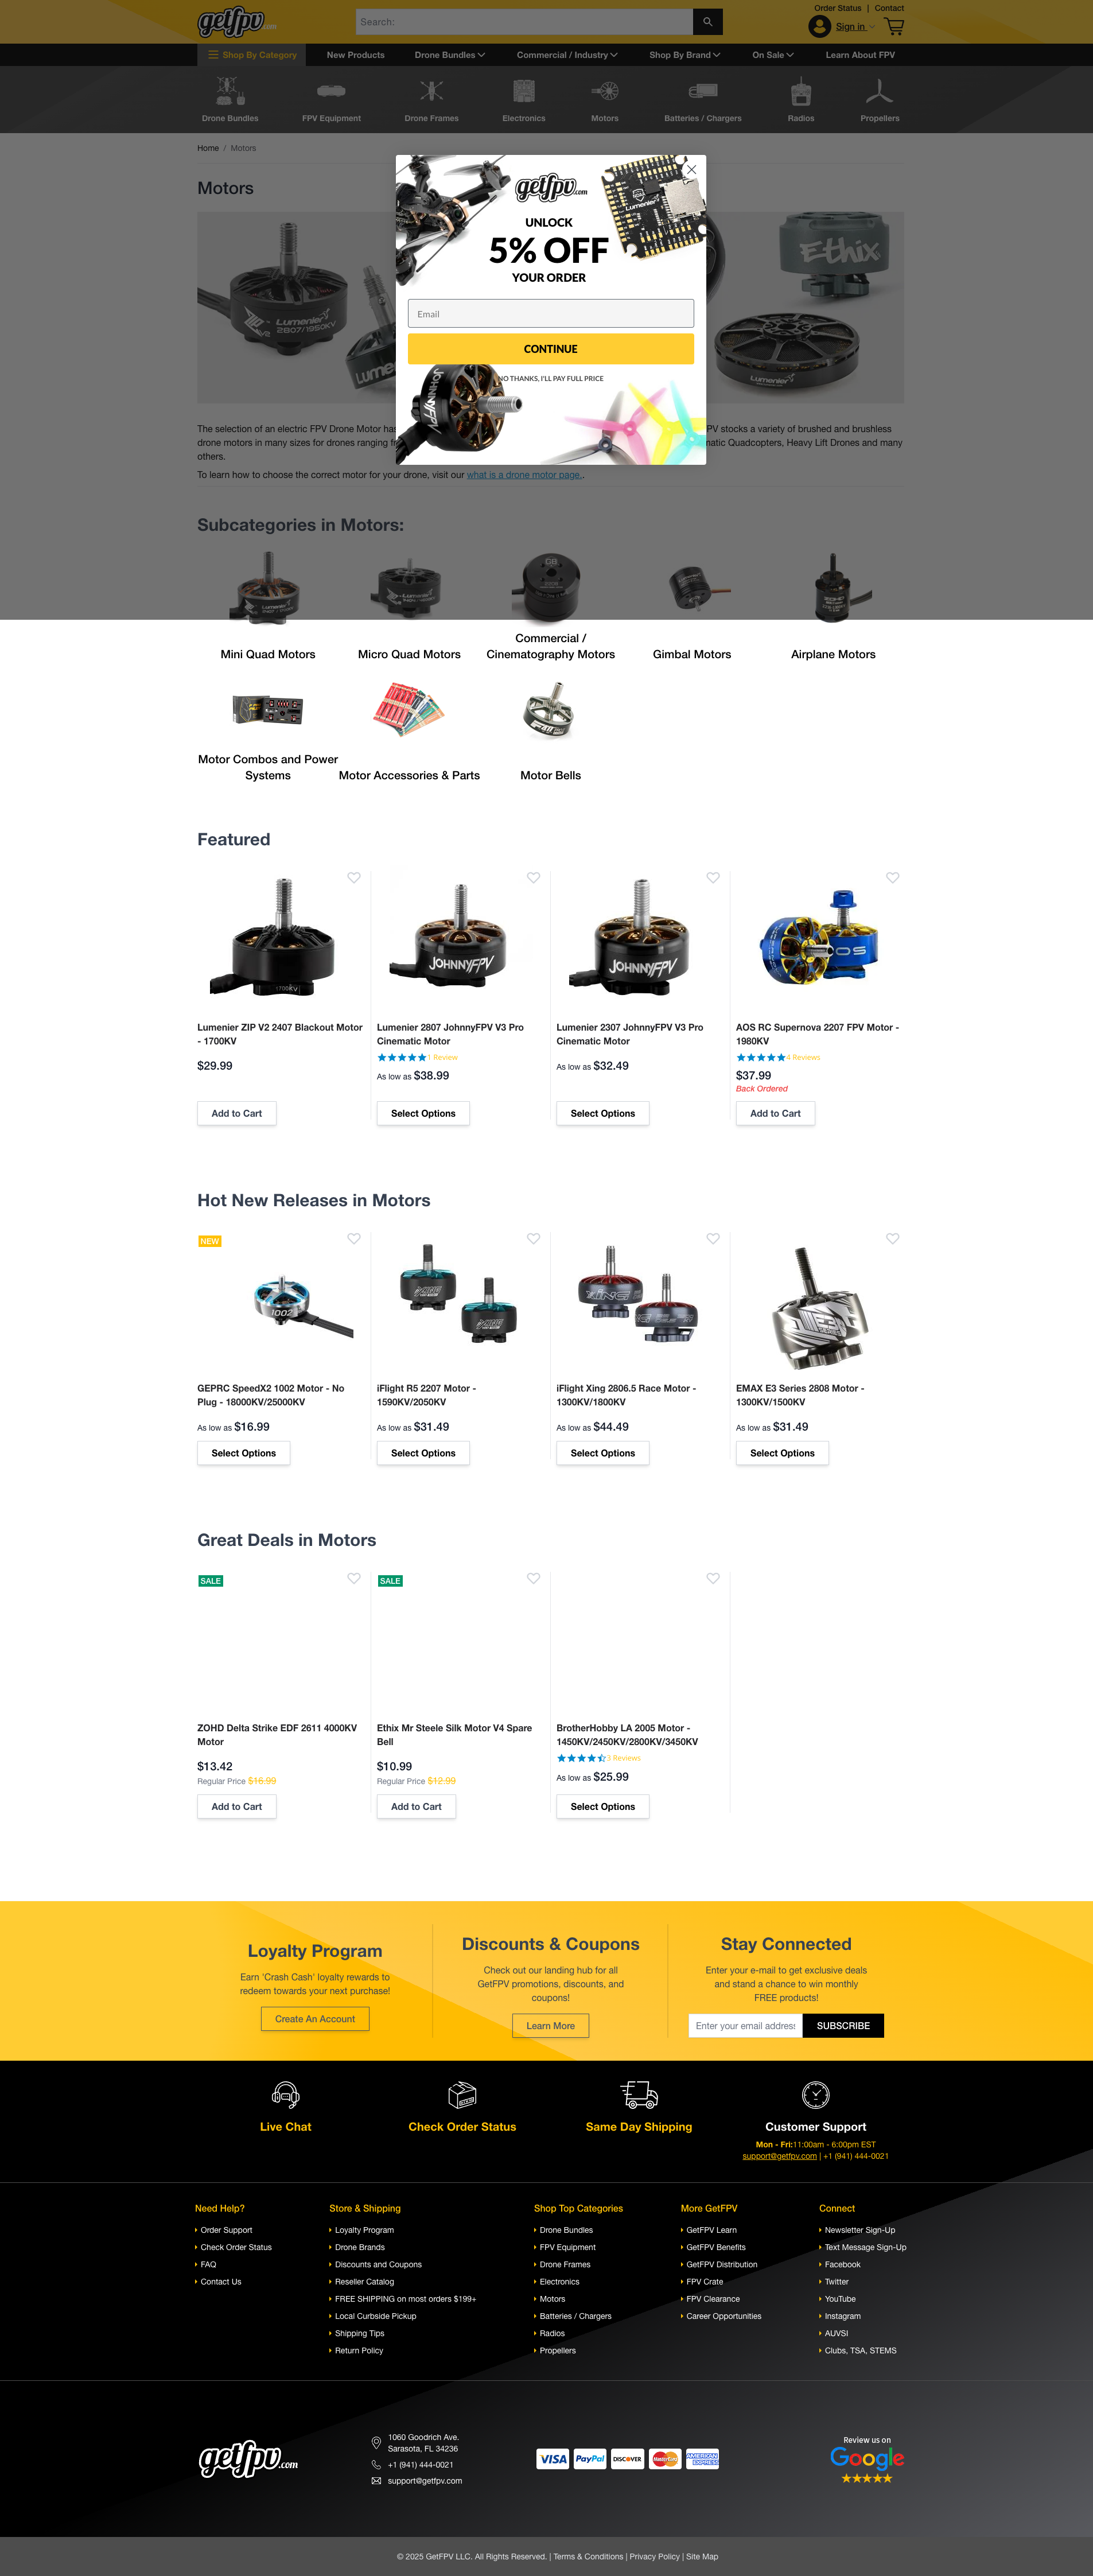 getfpv.com
Search:
Order Status | Contact
Sign in
Shop By Category
New Products
Drone Bundles
Commercial / Industry
Shop By Brand
On Sale
Learn About FPV
Drone Bundles
FPV Equipment
Drone Frames
Electronics
Motors
Batteries / Chargers
Radios
Propellers
Home / Motors
Motors
Lumenier
2807/1950KV
Lumenier
Ethix
Lumenier
getfpv.com
Lumenier
UNLOCK
5% OFF
YOUR ORDER
Email
CONTINUE
NO THANKS, I'LL PAY FULL PRICE
JOHNNYFPV
The selection of an electric FPV Drone Motor has
PV stocks a variety of brushed and brushless
drone motors in many sizes for drones ranging
matic Quadcopters, Heavy Lift Drones and many
others.
To learn how to choose the correct motor for your drone, visit our what is a drone motor page..
Subcategories in Motors:
Mini Quad Motors
Micro Quad Motors
Commercial /
Cinematography Motors
Gimbal Motors
Airplane Motors
Motor Combos and Power
Systems
Motor Accessories & Parts
Motor Bells
Featured
1700KV
JOHNNYFPV
JOHNNYFPV
AOS
Lumenier ZIP V2 2407 Blackout Motor
- 1700KV
$29.99
Add to Cart
Lumenier 2807 JohnnyFPV V3 Pro
Cinematic Motor
1 Review
As low as $38.99
Select Options
Lumenier 2307 JohnnyFPV V3 Pro
Cinematic Motor
As low as $32.49
Select Options
AOS RC Supernova 2207 FPV Motor -
1980KV
4 Reviews
$37.99
Back Ordered
Add to Cart
Hot New Releases in Motors
NEW
1002
GEPRC SpeedX2 1002 Motor - No
Plug - 18000KV/25000KV
As low as $16.99
Select Options
iFlight R5 2207 Motor -
1590KV/2050KV
As low as $31.49
Select Options
XING
iFlight Xing 2806.5 Race Motor -
1300KV/1800KV
As low as $44.49
Select Options
EMAX E3 Series 2808 Motor -
1300KV/1500KV
As low as $31.49
Select Options
Great Deals in Motors
SALE
ZOHD Delta Strike EDF 2611 4000KV
Motor
$13.42
Regular Price $16.99
Add to Cart
SALE
Ethix Mr Steele Silk Motor V4 Spare
Bell
$10.99
Regular Price $12.99
Add to Cart
BrotherHobby LA 2005 Motor -
1450KV/2450KV/2800KV/3450KV
3 Reviews
As low as $25.99
Select Options
Loyalty Program
Earn 'Crash Cash' loyalty rewards to
redeem towards your next purchase!
Create An Account
Discounts & Coupons
Check out our landing hub for all
GetFPV promotions, discounts, and
coupons!
Learn More
Stay Connected
Enter your e-mail to get exclusive deals
and stand a chance to win monthly
FREE products!
Enter your email address
SUBSCRIBE
Live Chat
Check Order Status
Same Day Shipping
Customer Support
Mon - Fri:11:00am - 6:00pm EST
support@getfpv.com | +1 (941) 444-0021
Need Help?
Order Support
Check Order Status
FAQ
Contact Us
Store & Shipping
Loyalty Program
Drone Brands
Discounts and Coupons
Reseller Catalog
FREE SHIPPING on most orders $199+
Local Curbside Pickup
Shipping Tips
Return Policy
Shop Top Categories
Drone Bundles
FPV Equipment
Drone Frames
Electronics
Motors
Batteries / Chargers
Radios
Propellers
More GetFPV
GetFPV Learn
GetFPV Benefits
GetFPV Distribution
FPV Crate
FPV Clearance
Career Opportunities
Connect
Newsletter Sign-Up
Text Message Sign-Up
Facebook
Twitter
YouTube
Instagram
AUVSI
Clubs, TSA, STEMS
getfpv.com
1060 Goodrich Ave.
Sarasota, FL 34236
+1 (941) 444-0021
support@getfpv.com
VISA
PayPal
DISCOVER
MasterCard
AMERICAN EXPRESS
Review us on
Google
© 2025 GetFPV LLC. All Rights Reserved. | Terms & Conditions | Privacy Policy | Site Map